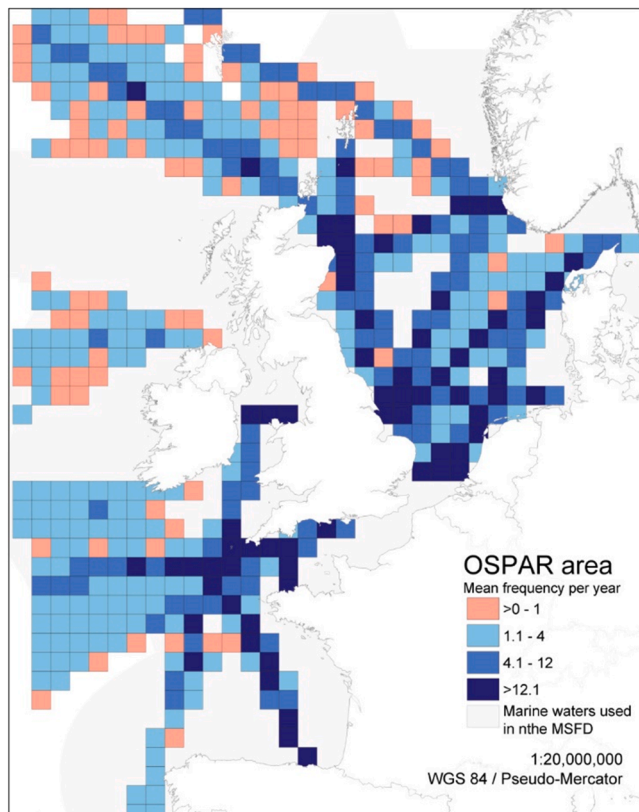 OSPAR area
Mean frequency per year
>0 - 1
1.1 - 4
4.1 - 12
>12.1
Marine waters used
in nthe MSFD
1:20,000,000
WGS 84 / Pseudo-Mercator